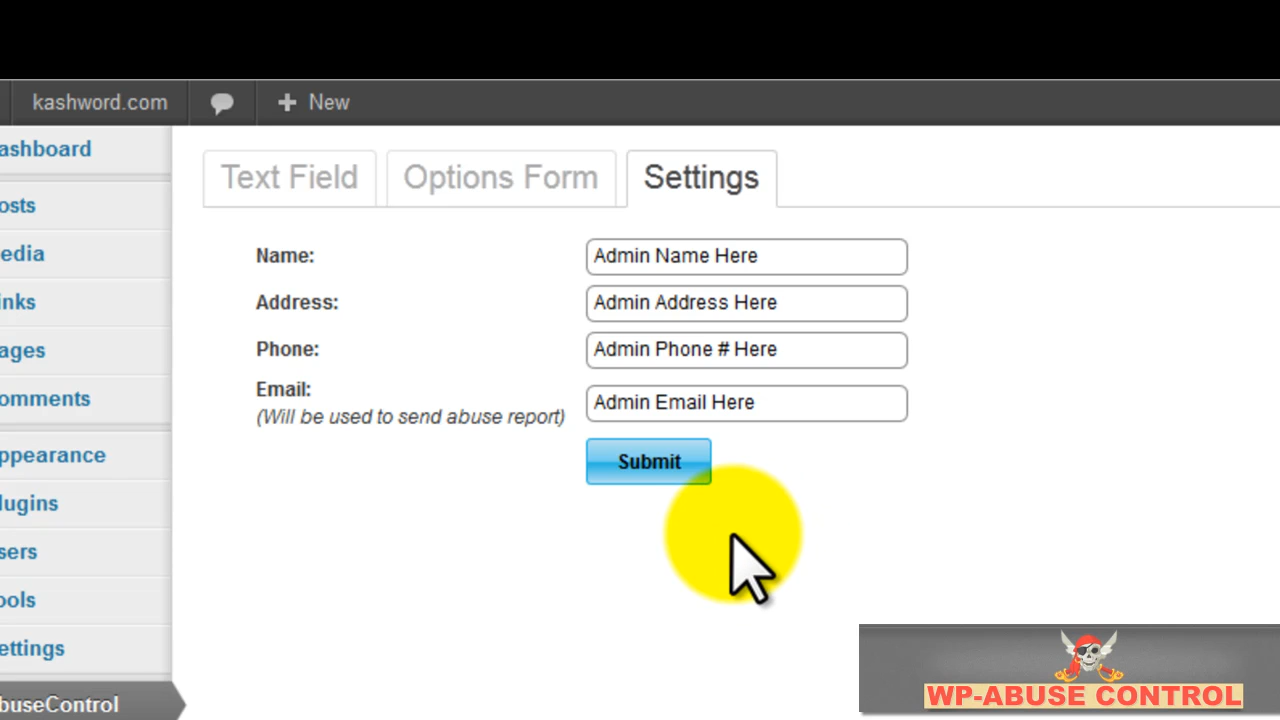 kashword.com
+ New
ashboard
osts
edia
inks
ages
omments
ppearance
lugins
sers
ools
ettings
buseControl
Text Field
Options Form
Settings
Name:
Admin Name Here
Address:
Admin Address Here
Phone:
Admin Phone # Here
Email:
(Will be used to send abuse report)
Admin Email Here
Submit
WP-ABUSE CONTROL